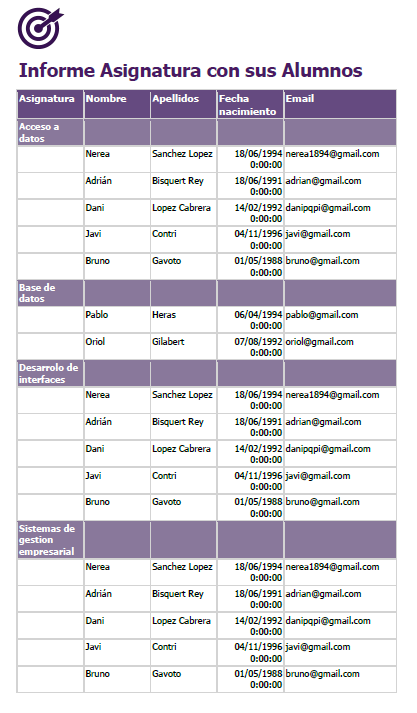 Informe Asignatura con sus Alumnos
Asignatura Nombre Apellidos Fecha nacimiento Email
Acceso a datos
Nerea Sanchez Lopez 18/06/1994 0:00:00 nerea1894@gmail.com
Adrián Bisquert Rey 18/06/1991 0:00:00 adrian@gmail.com
Dani Lopez Cabrera 14/02/1992 0:00:00 danipqpi@gmail.com
Javi Contri 04/11/1996 0:00:00 javi@gmail.com
Bruno Gavoto 01/05/1988 0:00:00 bruno@gmail.com
Base de datos
Pablo Heras 06/04/1994 0:00:00 pablo@gmail.com
Oriol Gilabert 07/08/1992 0:00:00 oriol@gmail.com
Desarrolo de interfaces
Nerea Sanchez Lopez 18/06/1994 0:00:00 nerea1894@gmail.com
Adrián Bisquert Rey 18/06/1991 0:00:00 adrian@gmail.com
Dani Lopez Cabrera 14/02/1992 0:00:00 danipqpi@gmail.com
Javi Contri 04/11/1996 0:00:00 javi@gmail.com
Bruno Gavoto 01/05/1988 0:00:00 bruno@gmail.com
Sistemas de gestion empresarial
Nerea Sanchez Lopez 18/06/1994 0:00:00 nerea1894@gmail.com
Adrián Bisquert Rey 18/06/1991 0:00:00 adrian@gmail.com
Dani Lopez Cabrera 14/02/1992 0:00:00 danipqpi@gmail.com
Javi Contri 04/11/1996 0:00:00 javi@gmail.com
Bruno Gavoto 01/05/1988 0:00:00 bruno@gmail.com